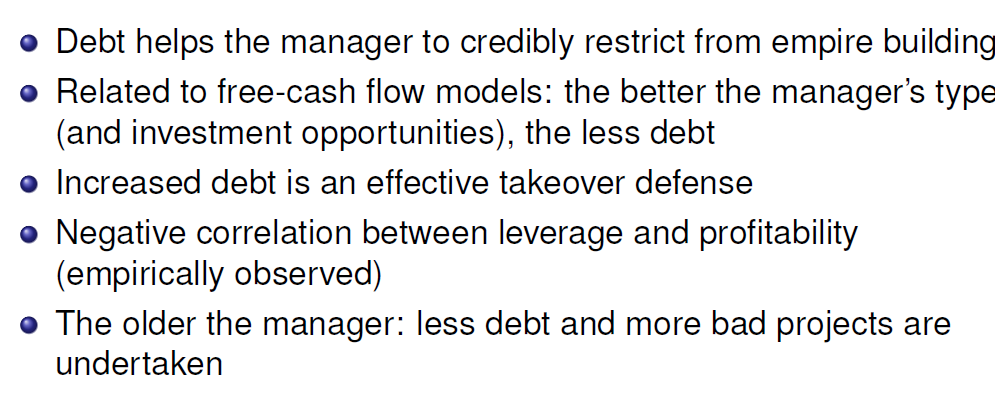 Debt helps the manager to credibly restrict from empire building
Related to free-cash flow models: the better the manager's type
(and investment opportunities), the less debt
Increased debt is an effective takeover defense
Negative correlation between leverage and profitability
(empirically observed)
The older the manager: less debt and more bad projects are
undertaken